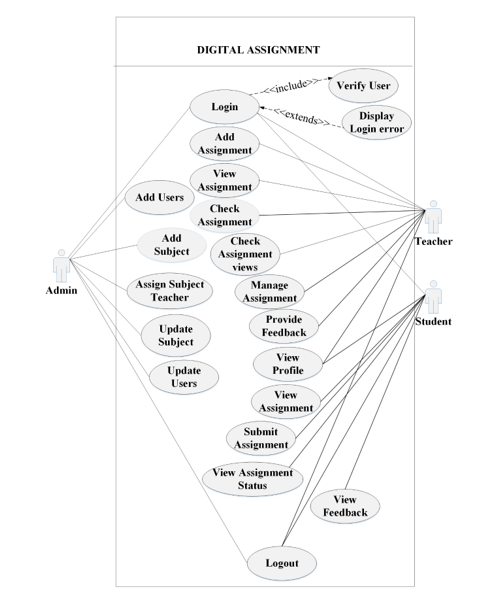 DIGITAL ASSIGNMENT
<<include>>
Verify User
Login
<<extends>>
Display
Login error
Add
Assignment
View
Assignment
Add Users
Check
Assignment
Teacher
Add
Subject
Check
Assignment
views
Admin
Assign Subject
Teacher
Manage
Assignment
Student
Provide
Feedback
Update
Subject
View
Profile
Update
Users
View
Assignment
Submit
Assignment
View Assignment
Status
View
Feedback
Logout